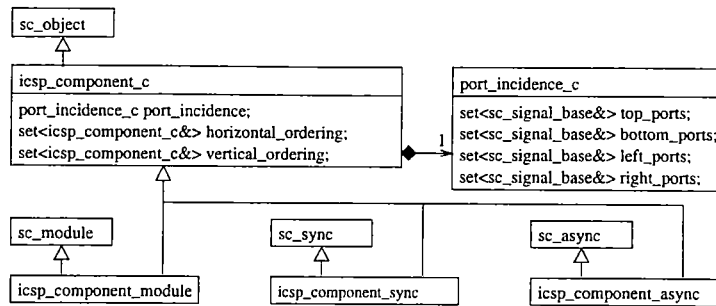 sc_object
icsp_component_c
port_incidence_c port_incidence;
set<icsp_component_c&> horizontal_ordering;
set<icsp_component_c&> vertical_ordering;
1
port_incidence_c
set<sc_signal_base&> top_ports;
set<sc_signal_base&> bottom_ports;
set<sc_signal_base&> left_ports;
set<sc_signal_base&> right_ports;
sc_module
sc_sync
sc_async
icsp_component_module
icsp_component_sync
icsp_component_async